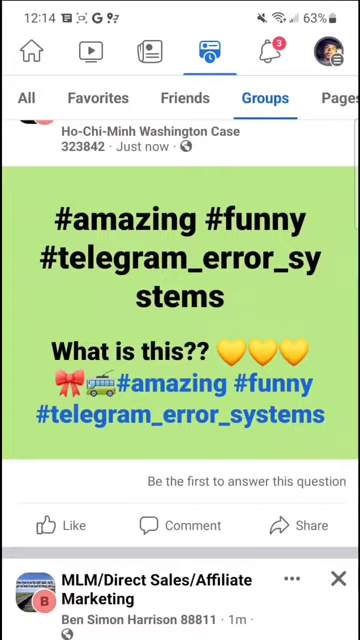 12:14 G 63%
3
All Favorites Friends Groups Pages
Ho-Chi-Minh Washington Case
323842 · Just now ·
#amazing #funny
#telegram_error_sy
stems
What is this?? 💛💛💛
🎀🚎#amazing #funny
#telegram_error_systems
Be the first to answer this question
Like Comment Share
MLM/Direct Sales/Affiliate
Marketing
B
Ben Simon Harrison 88811 · 1m ·